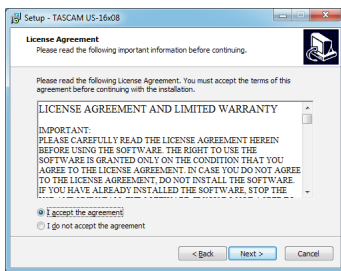 Setup - TASCAM US-16x08
License Agreement
Please read the following important information before continuing.
Please read the following License Agreement. You must accept the terms of this
agreement before continuing with the installation.
LICENSE AGREEMENT AND LIMITED WARRANTY
IMPORTANT:
PLEASE CAREFULLY READ THE LICENSE AGREEMENT HEREIN
BEFORE USING THE SOFTWARE. THE RIGHT TO USE THE
SOFTWARE IS GRANTED ONLY ON THE CONDITION THAT YOU
AGREE TO THE LICENSE AGREEMENT. IN CASE YOU DO NOT AGREE
TO THE LICENSE AGREEMENT, DO NOT INSTALL THE SOFTWARE.
IF YOU HAVE ALREADY INSTALLED THE SOFTWARE, STOP THE
I accept the agreement
I do not accept the agreement
< Back Next > Cancel